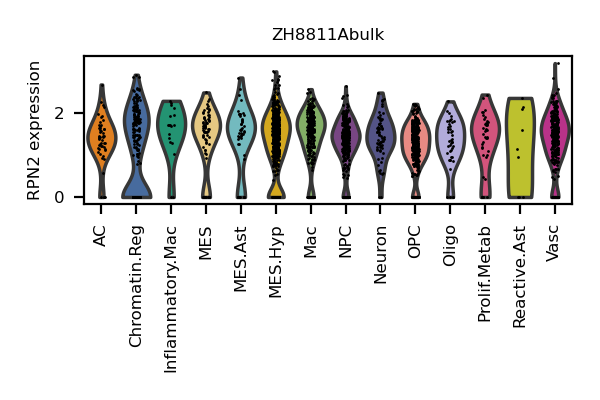 ZH8811Abulk
RPN2 expression
2
0
AC
Chromatin.Reg
Inflammatory.Mac
MES
MES.Ast
MES.Hyp
Mac
NPC
Neuron
OPC
Oligo
Prolif.Metab
Reactive.Ast
Vasc